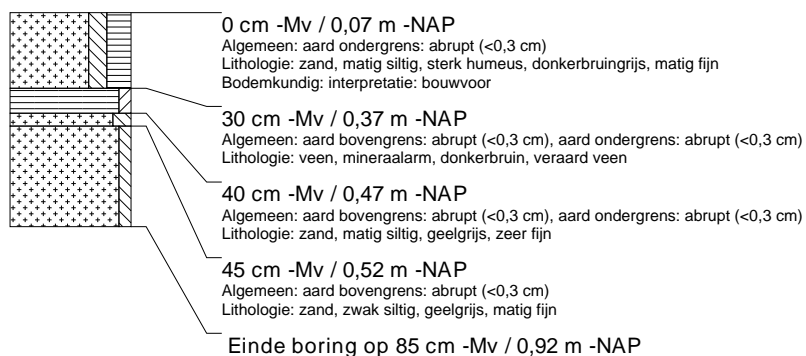 0 cm -Mv / 0,07 m -NAP
Algemeen: aard ondergrens: abrupt (<0,3 cm)
Lithologie: zand, matig siltig, sterk humeus, donkerbruingrijs, matig fijn
Bodemkundig: interpretatie: bouwvoor
30 cm -Mv / 0,37 m -NAP
Algemeen: aard bovengrens: abrupt (<0,3 cm), aard ondergrens: abrupt (<0,3 cm)
Lithologie: veen, mineraalarm, donkerbruin, veraard veen
40 cm -Mv / 0,47 m -NAP
Algemeen: aard bovengrens: abrupt (<0,3 cm), aard ondergrens: abrupt (<0,3 cm)
Lithologie: zand, matig siltig, geelgrijs, zeer fijn
45 cm -Mv / 0,52 m -NAP
Algemeen: aard bovengrens: abrupt (<0,3 cm)
Lithologie: zand, zwak siltig, geelgrijs, matig fijn
Einde boring op 85 cm -Mv / 0,92 m -NAP